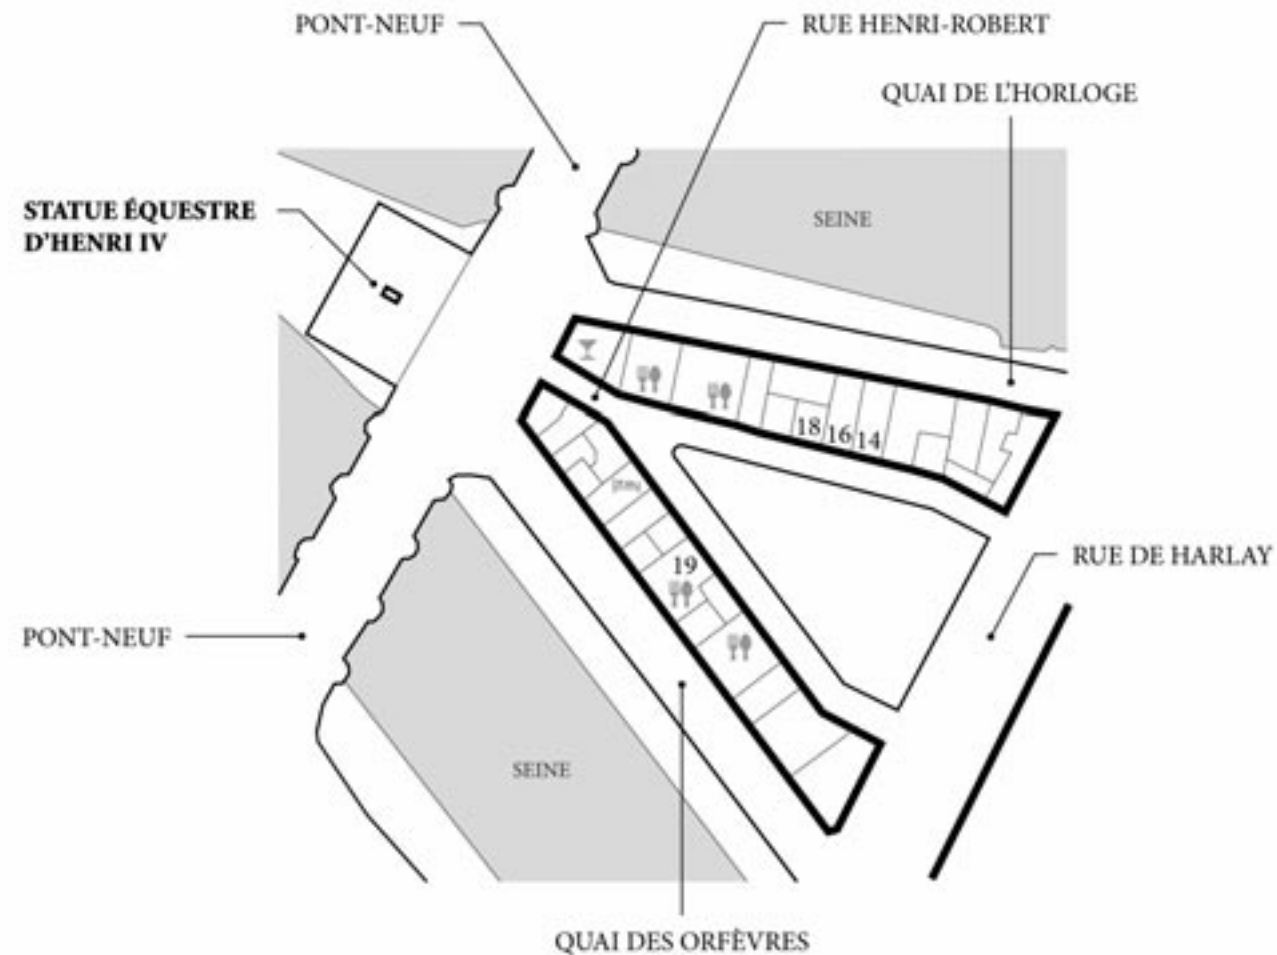 PONT-NEUF
RUE HENRI-ROBERT
QUAI DE L'HORLOGE
STATUE ÉQUESTRE
D'HENRI IV
SEINE
18
16
14
19
RUE DE HARLAY
PONT-NEUF
SEINE
QUAI DES ORFÈVRES